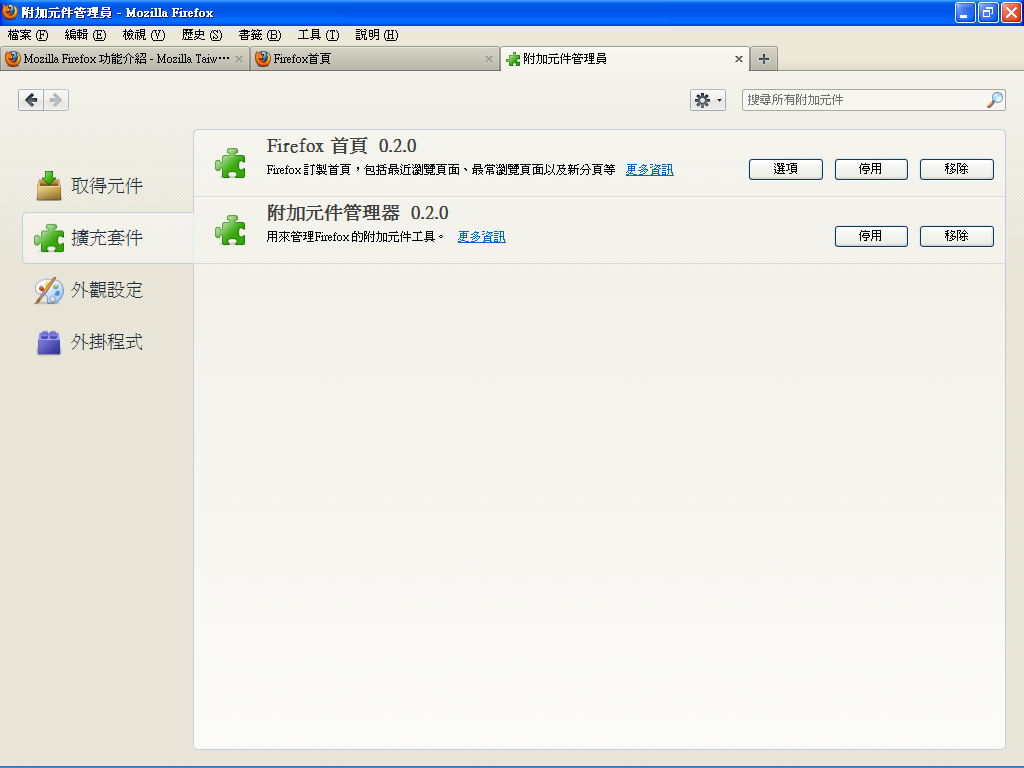 附加元件管理員 - Mozilla Firefox
檔案 (F) 編輯 (E) 檢視 (V) 歷史 (S) 書籤 (B) 工具 (T) 說明 (H)
Mozilla Firefox 功能介紹 - Mozilla Taiw… Firefox首頁 附加元件管理員
搜尋所有附加元件
取得元件
擴充套件
外觀設定
外掛程式
Firefox 首頁 0.2.0
Firefox 訂製首頁，包括最近瀏覽頁面、最常瀏覽頁面以及新分頁等 更多資訊
選項 停用 移除
附加元件管理器 0.2.0
用來管理Firefox 的附加元件工具。 更多資訊
停用 移除